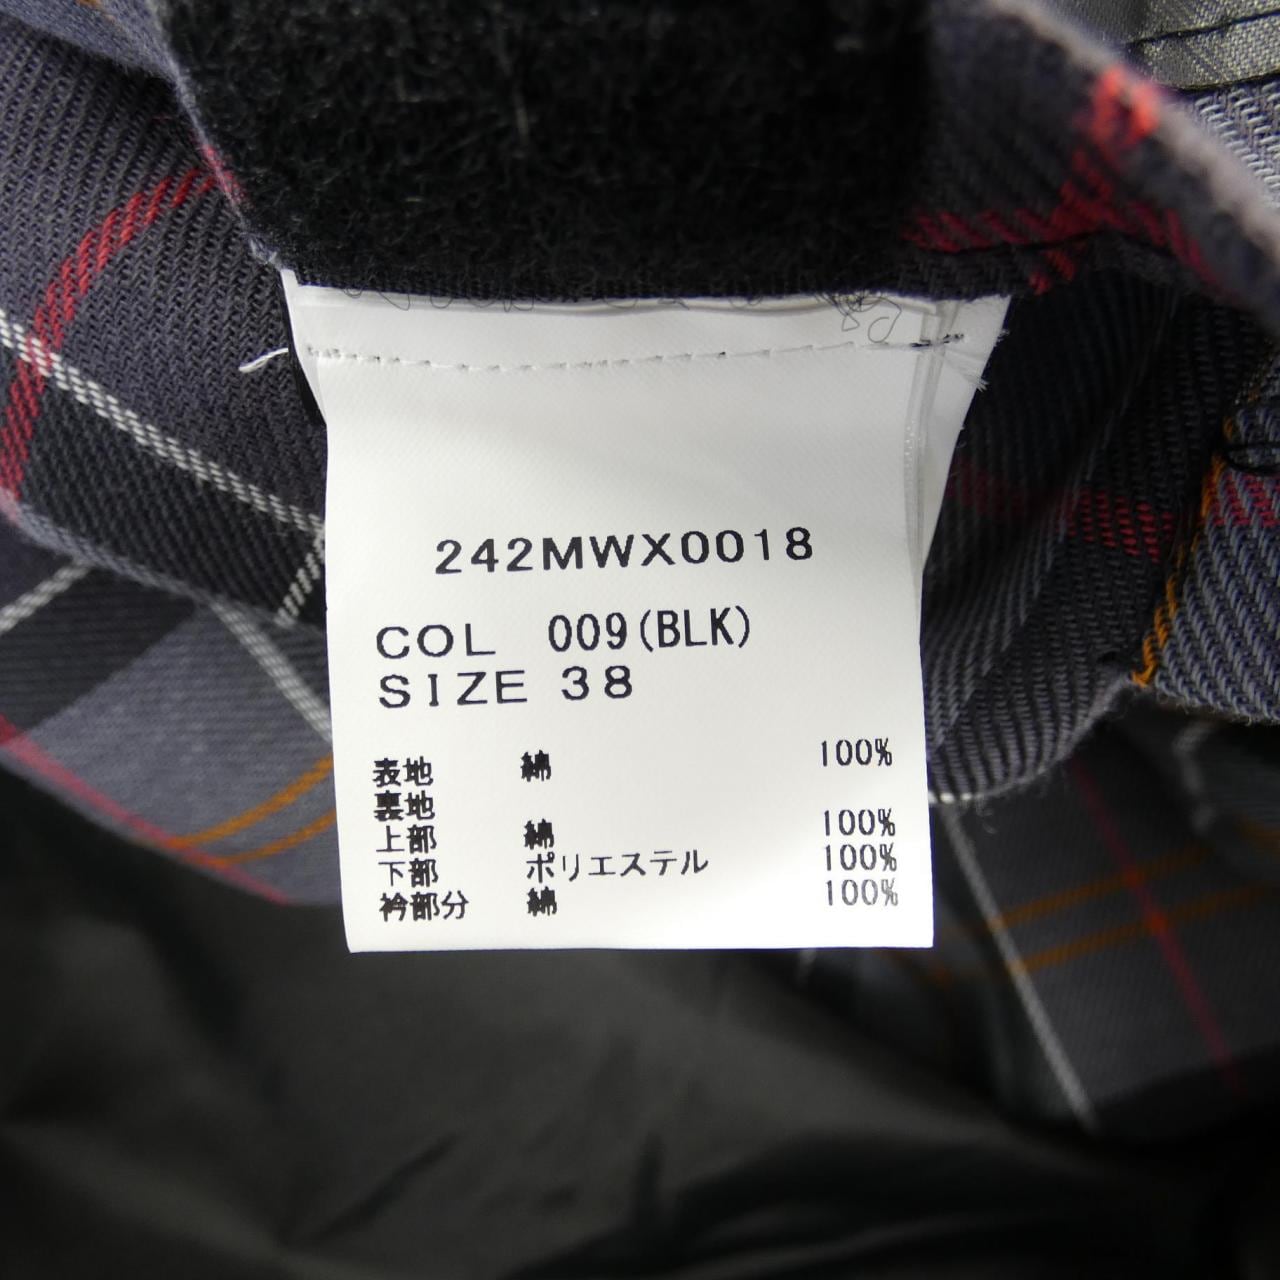 242MWX0018
COL 009(BLK)
SIZE 38
表地 綿 100%
裏地
上部 綿 100%
下部 ポリエステル 100%
衿部分 綿 100%